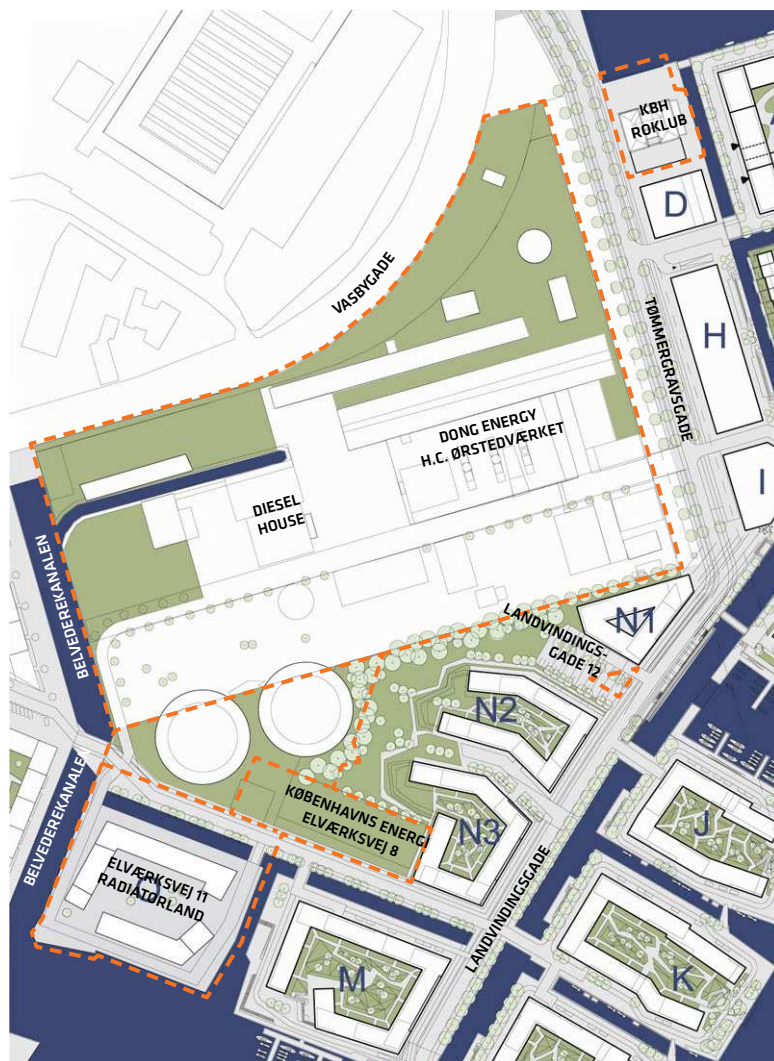 KBH
ROKLUB
D
VASBYGADE
TØMMERGRAVSGADE
H
DONG ENERGY
H.C. ØRSTEDVÆRKET
I
DIESEL
HOUSE
BELVEDEREKANALEN
LANDVINDINGS-
GADE 12
N1
N2
BELVEDEREKANALEN
KØBENHAVNS ENERGI
ELVÆRKSVEJ 8
N3
J
ELVÆRKSVEJ 11
RADIATORLAND
O
LANDVINDINGSGADE
M
K